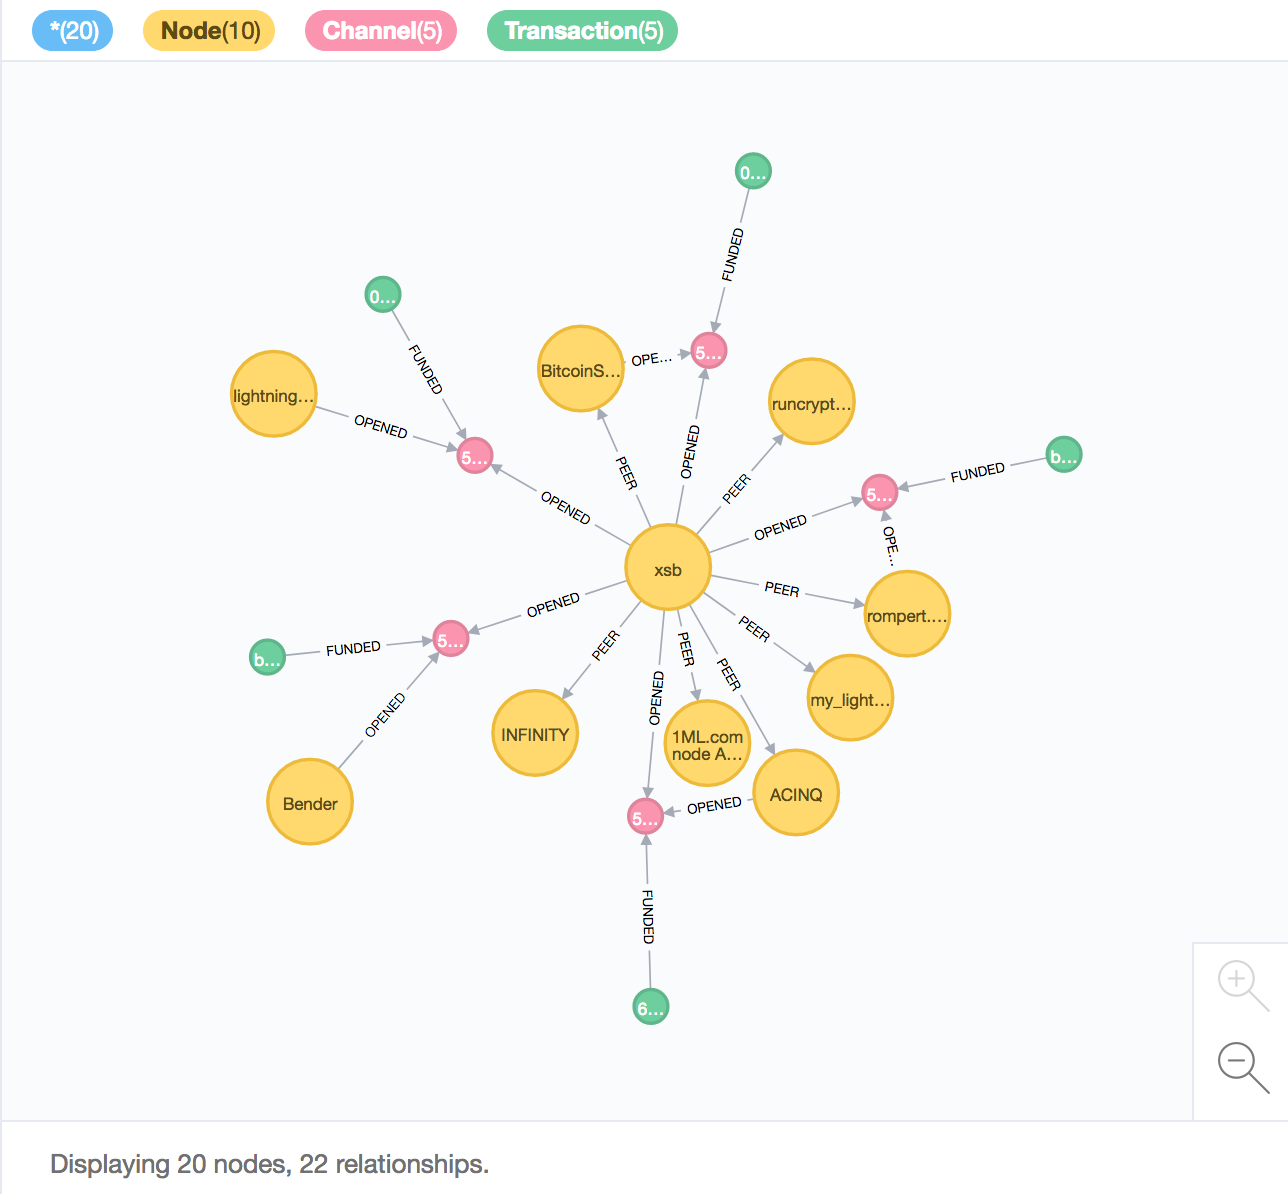 *(20) Node(10) Channel(5) Transaction(5)
0...
FUNDED
0...
FUNDED
BitcoinS...
OPE...
5...
lightning...
OPENED
5...
runcrypt...
OPENED
PEER
PEER
OPENED
b...
FUNDED
5...
OPENED
OPE...
xsb
PEER
rompert....
OPENED
PEER
b...
FUNDED
5...
PEER
PEER
PEER
OPENED
my_light...
OPENED
INFINITY
1ML.com
node A...
ACINQ
Bender
OPENED
5...
FUNDED
6...
Displaying 20 nodes, 22 relationships.